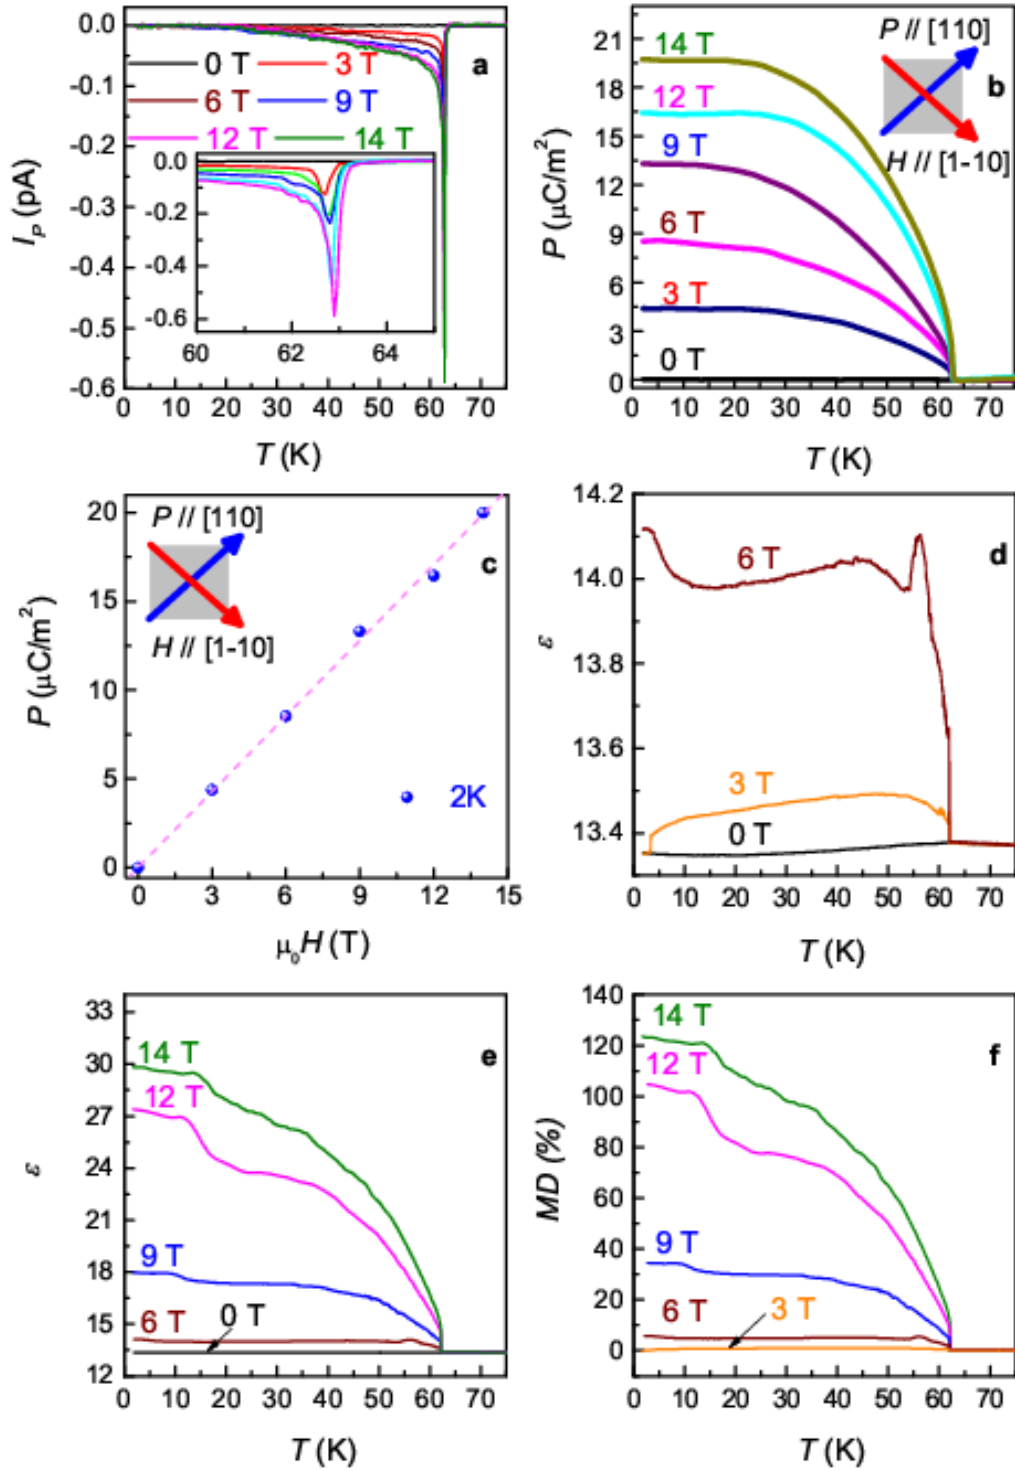 a
0.0
-0.1
-0.2
-0.3
-0.4
-0.5
-0.6
I_P (pA)
0 T 3 T
6 T 9 T
12 T 14 T
0.0
-0.2
-0.4
-0.6
60 62 64
0 10 20 30 40 50 60 70
T (K)
b
21
18
15
12
9
6
3
0
P (μC/m²)
14 T
12 T
9 T
6 T
3 T
0 T
P // [110]
H // [1-10]
0 10 20 30 40 50 60 70
T (K)
c
20
15
10
5
0
P (μC/m²)
P // [110]
H // [1-10]
2K
0 3 6 9 12 15
μ₀H (T)
d
14.2
14.0
13.8
13.6
13.4
ε
6 T
3 T
0 T
0 10 20 30 40 50 60 70
T (K)
e
33
30
27
24
21
18
15
12
ε
14 T
12 T
9 T
6 T 0 T
0 10 20 30 40 50 60 70
T (K)
f
140
120
100
80
60
40
20
0
MD (%)
14 T
12 T
9 T
6 T 3 T
0 10 20 30 40 50 60 70
T (K)